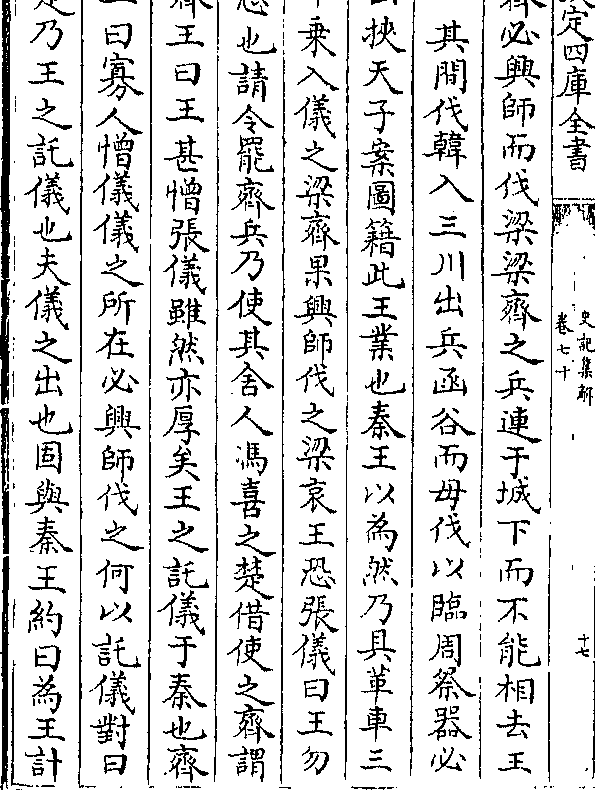 定四庫全書
史記集解
卷七十
十七
必興師而伐梁梁齊之兵連于城下而不能相去王
其間伐韓入三川出兵函谷而毋伐以臨周祭器必
挾天子案圖籍此王業也秦王以為然乃具革車三
乗入儀之梁齊果興師伐之梁哀王恐張儀曰王勿
也請令罷齊兵乃使其舍人馮喜之楚借使之齊謂
王曰王甚憎張儀雖然亦厚矣王之託儀于秦也齊
曰寡人憎儀儀之所在必興師伐之何以託儀對曰
乃王之託儀也夫儀之出也固與秦王約曰為王計